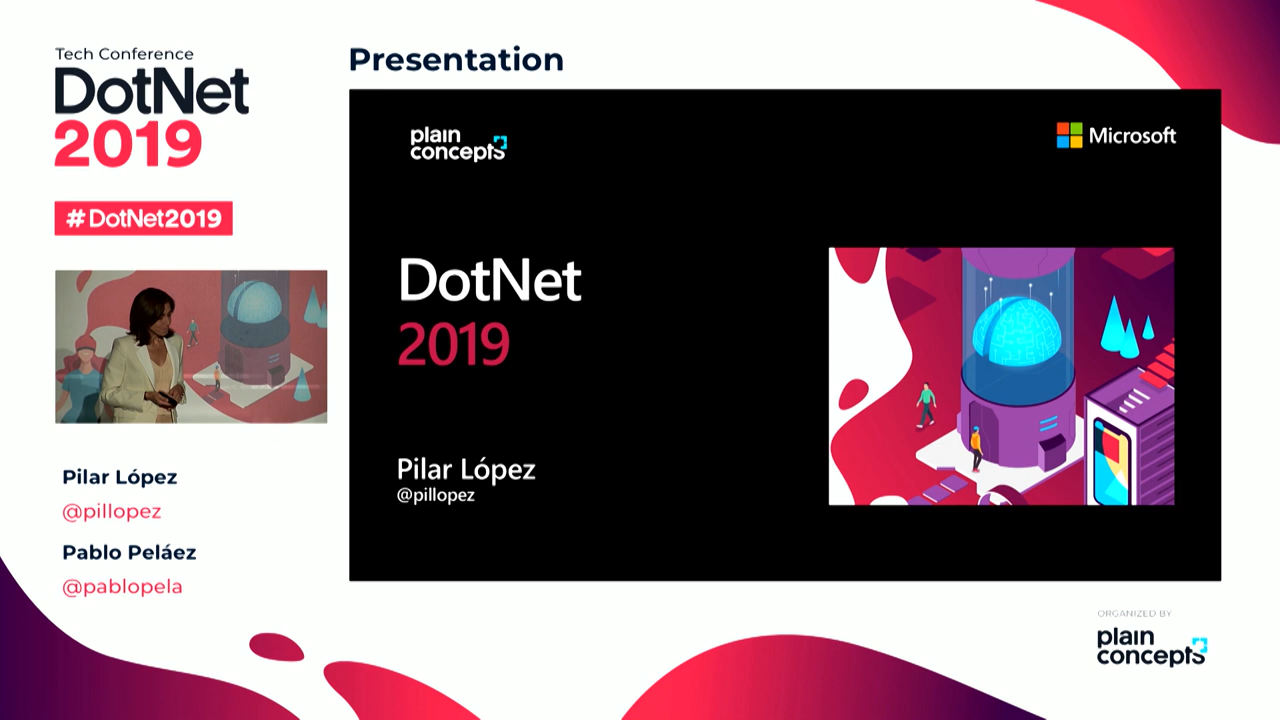 Tech Conference
DotNet
2019
#DotNet2019
Pilar López
@pillopez
Pablo Peláez
@pablopela
Presentation
plain
concepts
Microsoft
DotNet
2019
Pilar López
@pillopez
ORGANIZED BY
plain
concepts